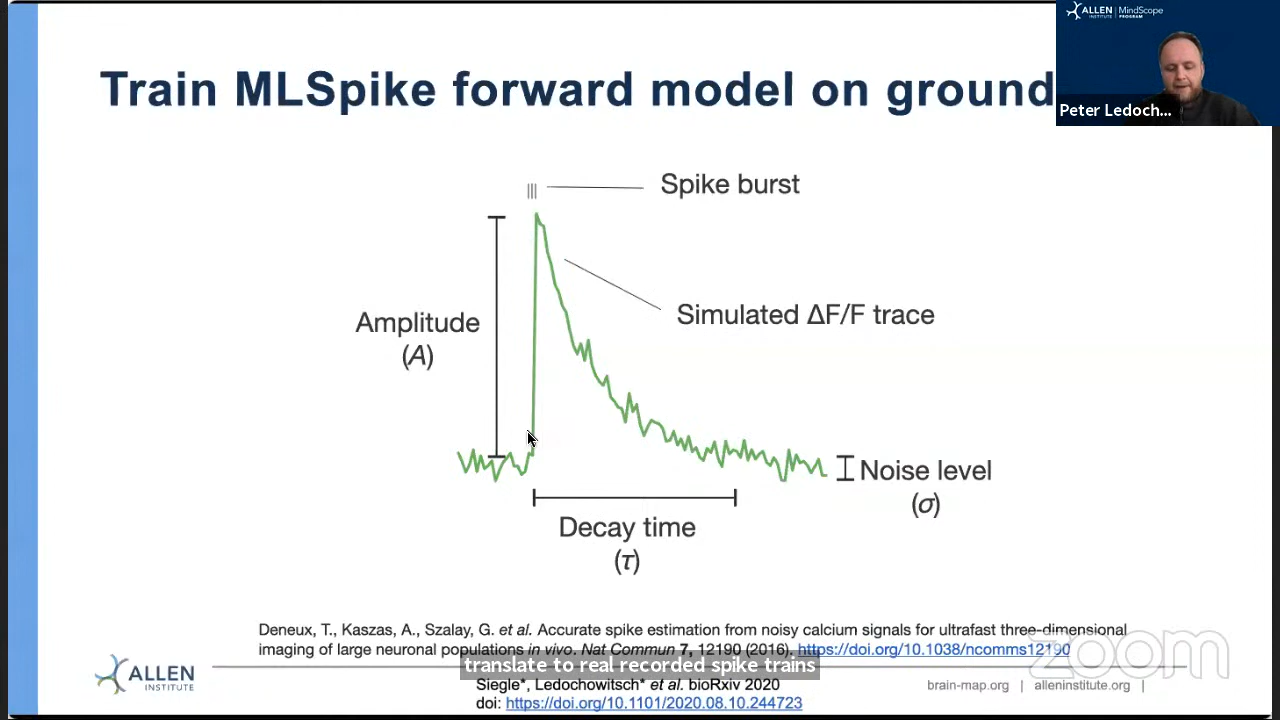 ALLEN INSTITUTE | MindScope PROGRAM
Peter Ledoch...
Train MLSpike forward model on ground
Spike burst
Simulated ΔF/F trace
Amplitude
(A)
Noise level
(σ)
Decay time
(τ)
Deneux, T., Kaszas, A., Szalay, G. et al. Accurate spike estimation from noisy calcium signals for ultrafast three-dimensional
imaging of large neuronal populations in vivo. Nat Commun 7, 12190 (2016). https://doi.org/10.1038/ncomms12190
translate to real recorded spike trains
zoom
ALLEN
INSTITUTE
Siegle*, Ledochowitsch* et al. bioRxiv 2020
doi: https://doi.org/10.1101/2020.08.10.244723
brain-map.org | alleninstitute.org |